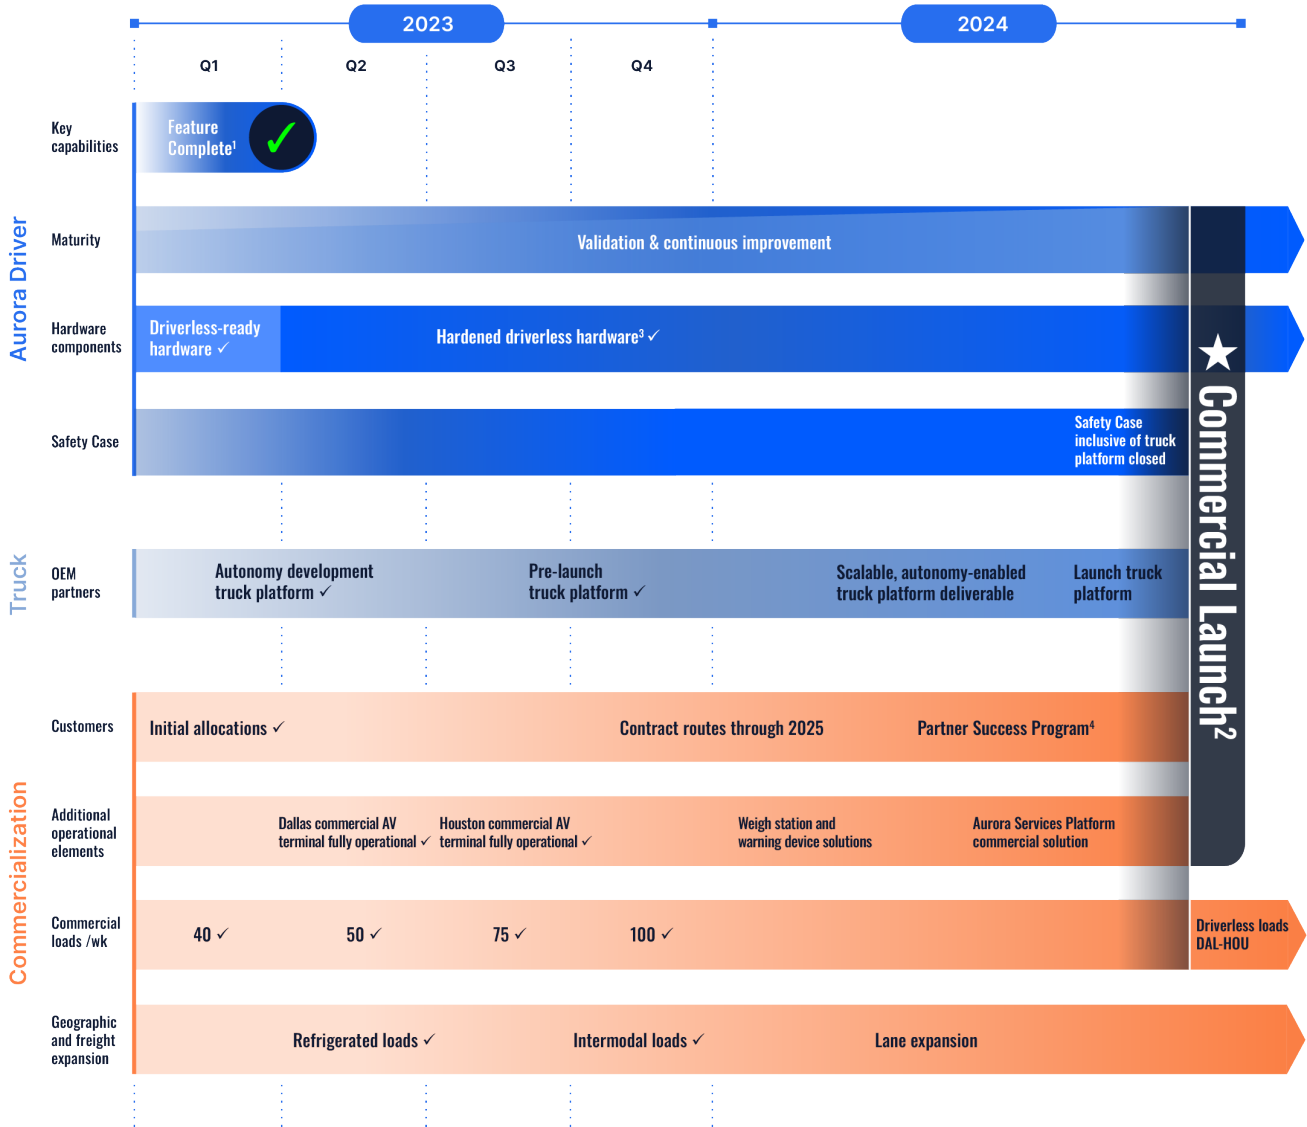 2023
2024
Q1
Q2
Q3
Q4
Aurora Driver
Key
capabilities
Feature
Complete¹
✓
Maturity
Validation & continuous improvement
Hardware
components
Driverless-ready
hardware ✓
Hardened driverless hardware³ ✓
Safety Case
Safety Case
inclusive of truck
platform closed
★ Commercial Launch²
Truck
OEM
partners
Autonomy development
truck platform ✓
Pre-launch
truck platform ✓
Scalable, autonomy-enabled
truck platform deliverable
Launch truck
platform
Commercialization
Customers
Initial allocations ✓
Contract routes through 2025
Partner Success Program⁴
Additional
operational
elements
Dallas commercial AV
terminal fully operational ✓
Houston commercial AV
terminal fully operational ✓
Weigh station and
warning device solutions
Aurora Services Platform
commercial solution
Commercial
loads /wk
40 ✓
50 ✓
75 ✓
100 ✓
Driverless loads
DAL-HOU
Geographic
and freight
expansion
Refrigerated loads ✓
Intermodal loads ✓
Lane expansion